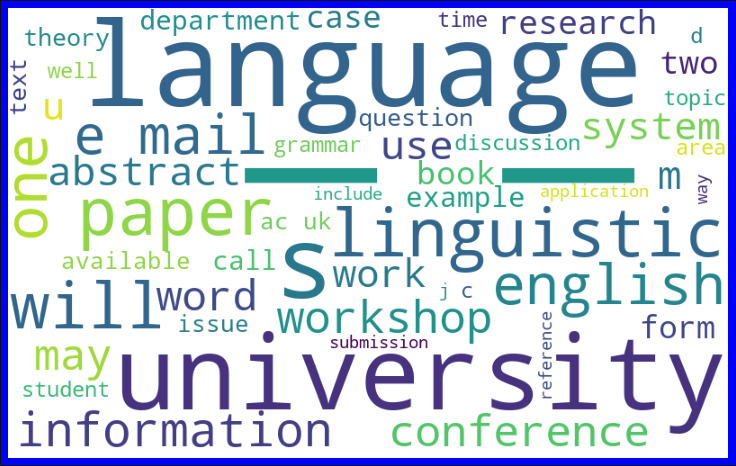 department case time research d
theory language two
text well u topic
question
e mail use system
one grammar discussion area
abstract __ book __ m
include example application way
paper ac uk linguistic
available call s work j c english
will word workshop
issue reference form
may submission
student university
information conference